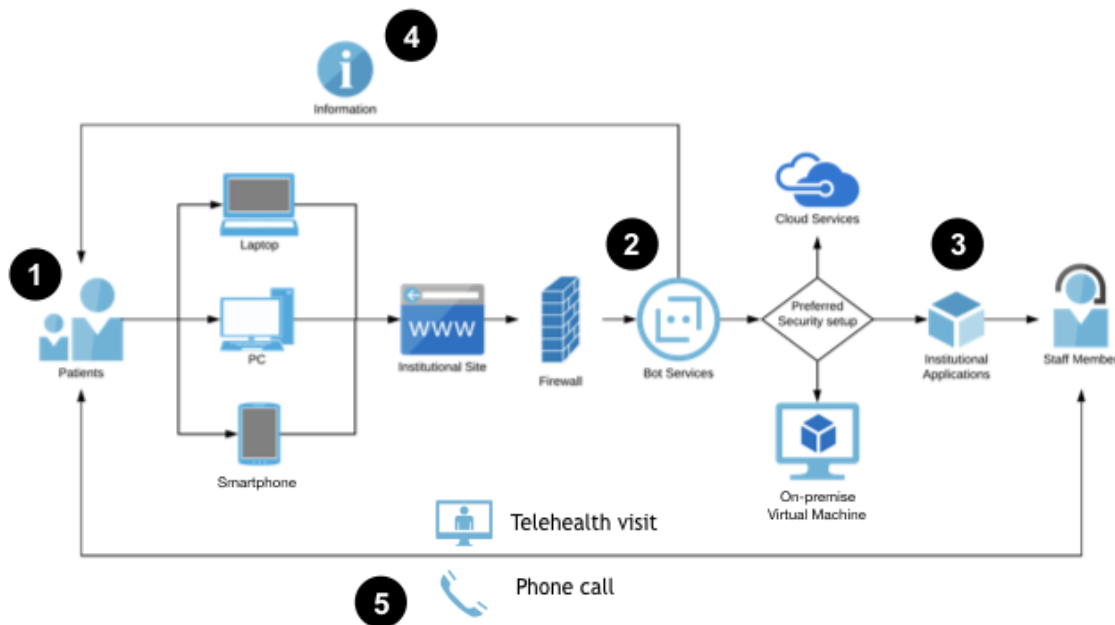 4
Information
Laptop
Cloud Services
1
2
3
Patients
PC
WWW
Institutional Site
Firewall
Bot Services
Preferred
Security setup
Institutional
Applications
Staff Member
Smartphone
On-premise
Virtual Machine
Telehealth visit
5
Phone call